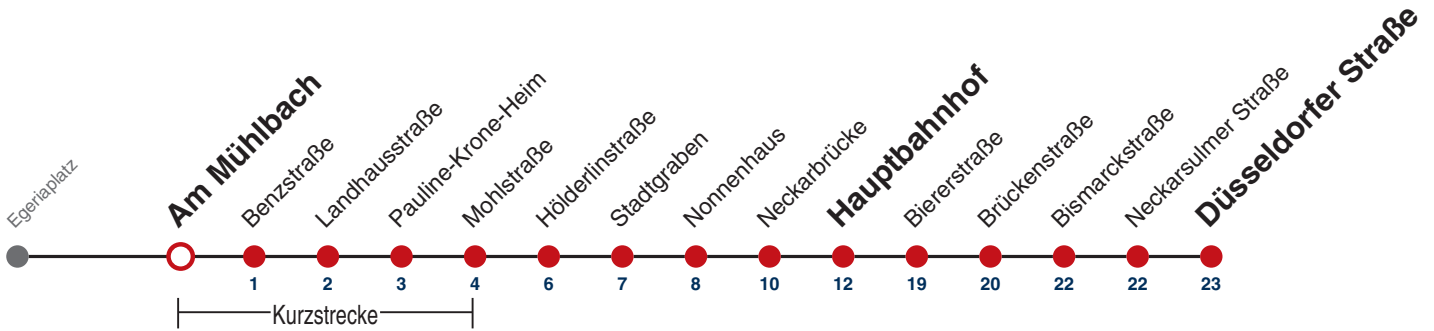 Egeriaplatz
Am Mühlbach
Benzstraße
Landhausstraße
Pauline-Krone-Heim
Mohlstraße
Hölderlinstraße
Stadtgraben
Nonnenhaus
Neckarbrücke
Hauptbahnhof
Biererstraße
Brückenstraße
Bismarckstraße
Neckarsulmer Straße
Düsseldorfer Straße
1 2 3 4 6 7 8 10 12 19 20 22 22 23
Kurzstrecke